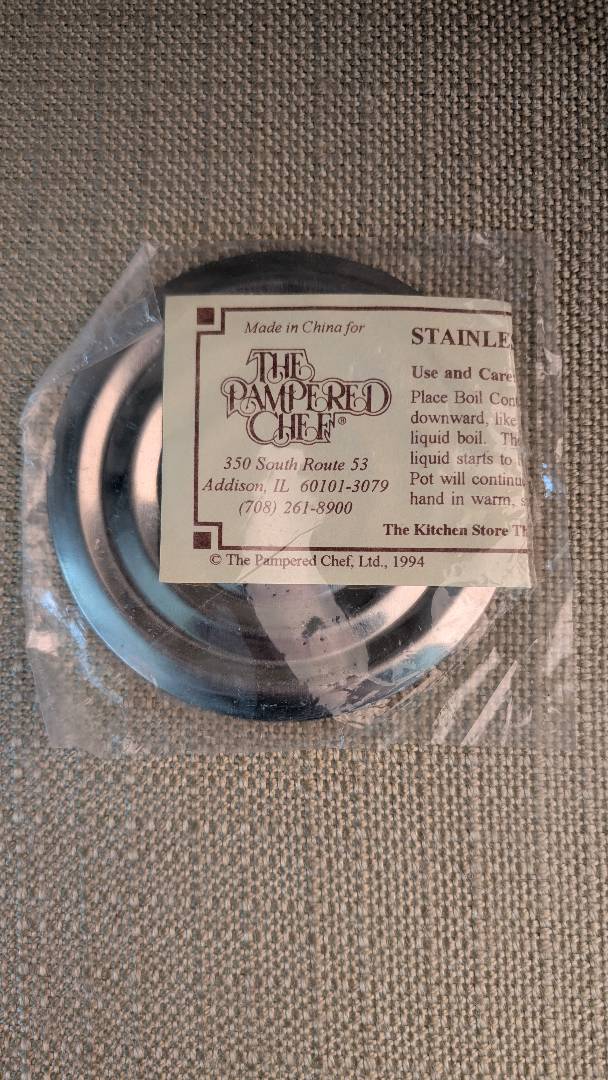 Made in China for
THE
PAMPERED
CHEF®
350 South Route 53
Addison, IL 60101-3079
(708) 261-8900
STAINLES
Use and Care
Place Boil Con
downward, like
liquid boil. Th
liquid starts to
Pot will continu
hand in warm, s
The Kitchen Store Th
© The Pampered Chef, Ltd., 1994